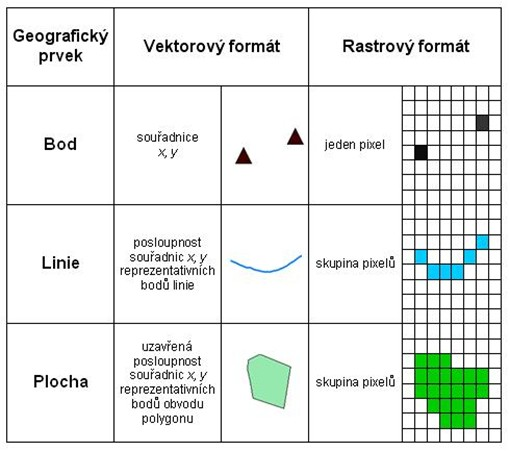 Geografický
prvek
Vektorový formát
Rastrový formát
Bod
souřadnice
x, y
jeden pixel
Linie
posloupnost
souřadnic x, y
reprezentativních
bodů linie
skupina pixelů
Plocha
uzavřená
posloupnost
souřadnic x, y
reprezentativních
bodů obvodu
polygonu
skupina pixelů